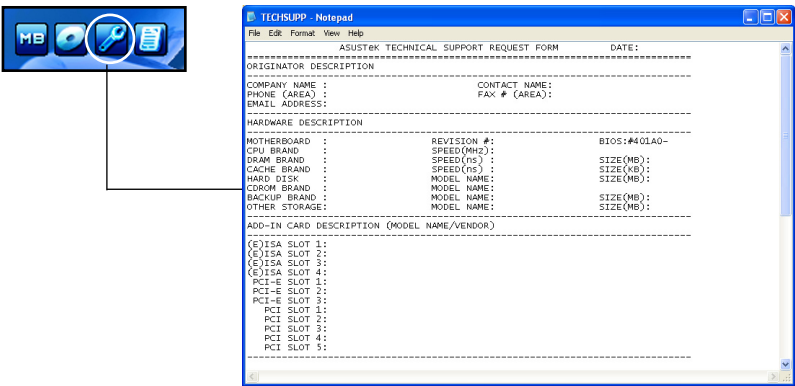 MB
TECHSUPP - Notepad
File Edit Format View Help
ASUSTeK TECHNICAL SUPPORT REQUEST FORM DATE:
==========================================================================
ORIGINATOR DESCRIPTION
--------------------------------------------------------------------------
COMPANY NAME : CONTACT NAME:
PHONE (AREA) : FAX # (AREA):
EMAIL ADDRESS:
--------------------------------------------------------------------------
HARDWARE DESCRIPTION
--------------------------------------------------------------------------
MOTHERBOARD : REVISION #: BIOS:#401A0-
CPU BRAND : SPEED(MHz):
DRAM BRAND : SPEED(ns) : SIZE(MB):
CACHE BRAND : SPEED(ns) : SIZE(KB):
HARD DISK : MODEL NAME: SIZE(MB):
CDROM BRAND : MODEL NAME:
BACKUP BRAND : MODEL NAME: SIZE(MB):
OTHER STORAGE: MODEL NAME: SIZE(MB):
--------------------------------------------------------------------------
ADD-IN CARD DESCRIPTION (MODEL NAME/VENDOR)
--------------------------------------------------------------------------
(E)ISA SLOT 1:
(E)ISA SLOT 2:
(E)ISA SLOT 3:
(E)ISA SLOT 4:
PCI-E SLOT 1:
PCI-E SLOT 2:
PCI-E SLOT 3:
PCI SLOT 1:
PCI SLOT 2:
PCI SLOT 3:
PCI SLOT 4:
PCI SLOT 5:
--------------------------------------------------------------------------